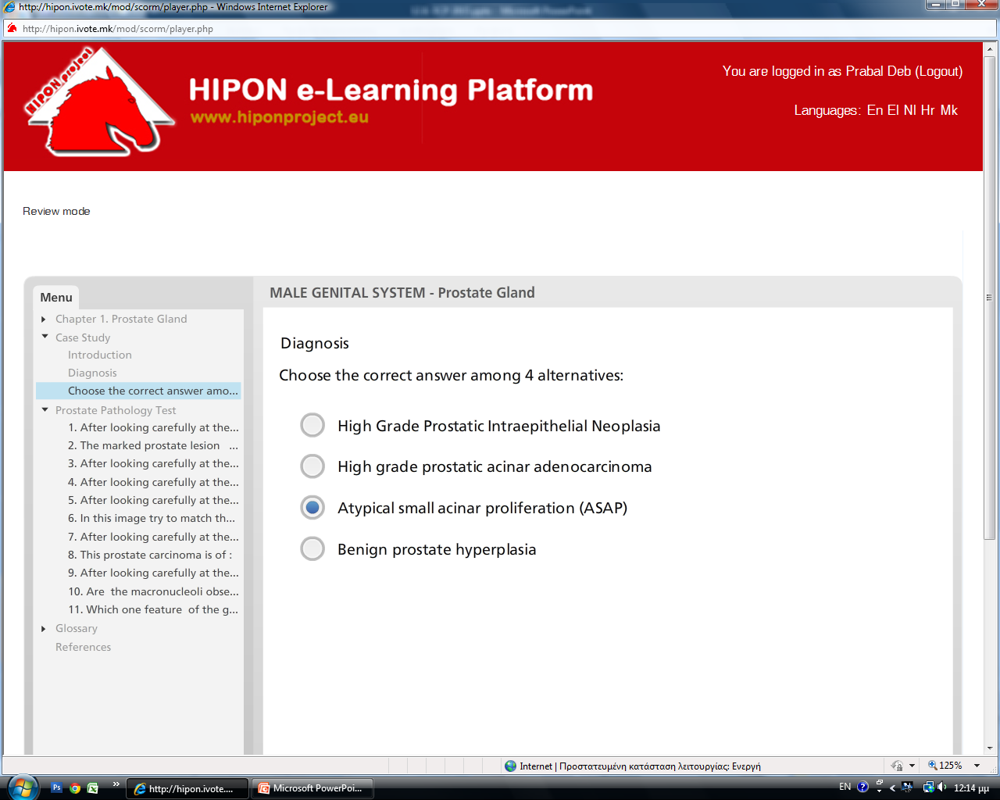 http://hipon.ivote.mk/mod/scorm/player.php - Windows Internet Explorer
http://hipon.ivote.mk/mod/scorm/player.php
HIPON project
HIPON e-Learning Platform
www.hiponproject.eu
You are logged in as Prabal Deb (Logout)
Languages: En El Nl Hr Mk
Review mode
Menu
Chapter 1. Prostate Gland
Case Study
Introduction
Diagnosis
Choose the correct answer amo...
Prostate Pathology Test
1. After looking carefully at the...
2. The marked prostate lesion ...
3. After looking carefully at the...
4. After looking carefully at the...
5. After looking carefully at the...
6. In this image try to match th...
7. After looking carefully at the...
8. This prostate carcinoma is of :
9. After looking carefully at the...
10. Are the macronucleoli obse...
11. Which one feature of the g...
Glossary
References
MALE GENITAL SYSTEM - Prostate Gland
Diagnosis
Choose the correct answer among 4 alternatives:
High Grade Prostatic Intraepithelial Neoplasia
High grade prostatic acinar adenocarcinoma
Atypical small acinar proliferation (ASAP)
Benign prostate hyperplasia
Internet | Προστατευμένη κατάσταση λειτουργίας: Ενεργή
125%
Ps
http://hipon.ivote....
Microsoft PowerPoi...
EN
12:14 μμ